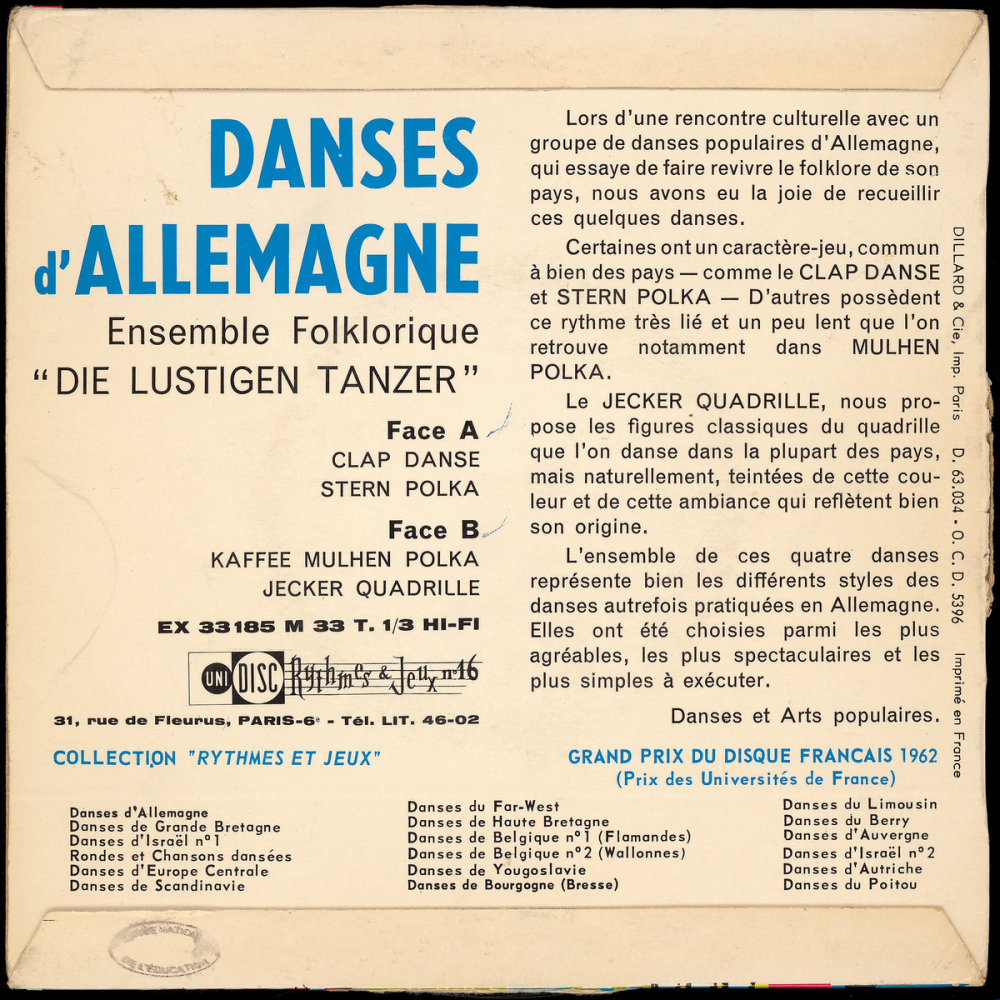 DANSES
d'ALLEMAGNE
Ensemble Folklorique
“DIE LUSTIGEN TANZER”
Face A
CLAP DANSE
STERN POLKA
Face B
KAFFEE MULHEN POLKA
JECKER QUADRILLE
EX 33185 M 33 T. 1/3 HI-FI
UNI DISC Rythmes & Jeux n° 16
31, rue de Fleurus, PARIS-6e - Tél. LIT. 46-02
Lors d'une rencontre culturelle avec un
groupe de danses populaires d'Allemagne,
qui essaye de faire revivre le folklore de son
pays, nous avons eu la joie de recueillir
ces quelques danses.
Certaines ont un caractère-jeu, commun
à bien des pays — comme le CLAP DANSE
et STERN POLKA — D'autres possèdent
ce rythme très lié et un peu lent que l'on
retrouve notamment dans MULHEN
POLKA.
Le JECKER QUADRILLE, nous pro-
pose les figures classiques du quadrille
que l'on danse dans la plupart des pays,
mais naturellement, teintées de cette cou-
leur et de cette ambiance qui reflètent bien
son origine.
L'ensemble de ces quatre danses
représente bien les différents styles des
danses autrefois pratiquées en Allemagne.
Elles ont été choisies parmi les plus
agréables, les plus spectaculaires et les
plus simples à exécuter.
Danses et Arts populaires.
DILLARD & Cie, Imp. Paris D. 63.034 • O. C. D. 5396 Imprimé en France
COLLECTION "RYTHMES ET JEUX"
GRAND PRIX DU DISQUE FRANCAIS 1962
(Prix des Universités de France)
Danses d'Allemagne
Danses de Grande Bretagne
Danses d'Israël n° 1
Rondes et Chansons dansées
Danses d'Europe Centrale
Danses de Scandinavie
Danses du Far-West
Danses de Haute Bretagne
Danses de Belgique n° 1 (Flamandes)
Danses de Belgique n° 2 (Wallonnes)
Danses de Yougoslavie
Danses de Bourgogne (Bresse)
Danses du Limousin
Danses du Berry
Danses d'Auvergne
Danses d'Israël n° 2
Danses d'Autriche
Danses du Poitou
DE L'ÉDUCATION